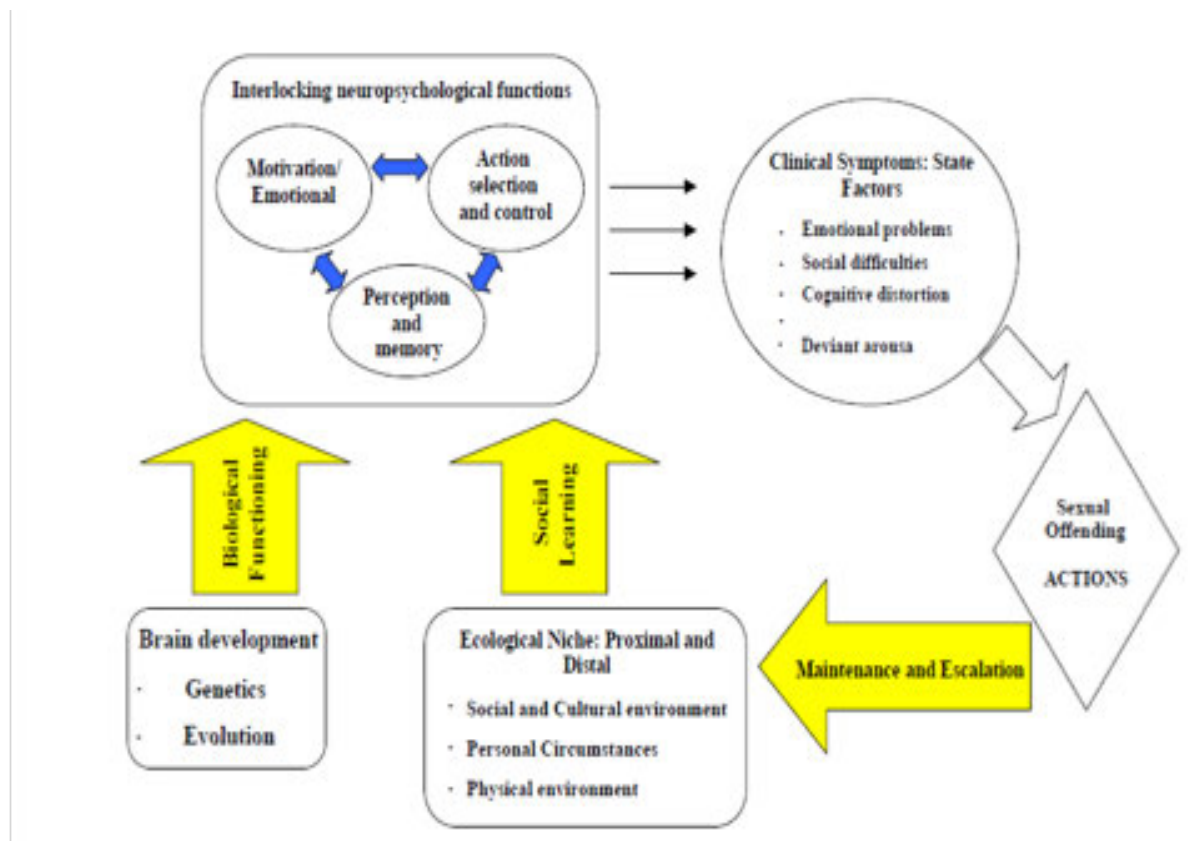 Interlocking neuropsychological functions
Motivation/
Emotional
Action
selection
and control
Perception
and
memory
Clinical Symptoms: State
Factors
· Emotional problems
· Social difficulties
· Cognitive distortion
·
· Deviant arousa
Biological
Functioning
Social
Learning
Sexual
Offending
ACTIONS
Brain development
· Genetics
· Evolution
Ecological Niche: Proximal and
Distal
· Social and Cultural environment
· Personal Circumstances
· Physical environment
Maintenance and Escalation